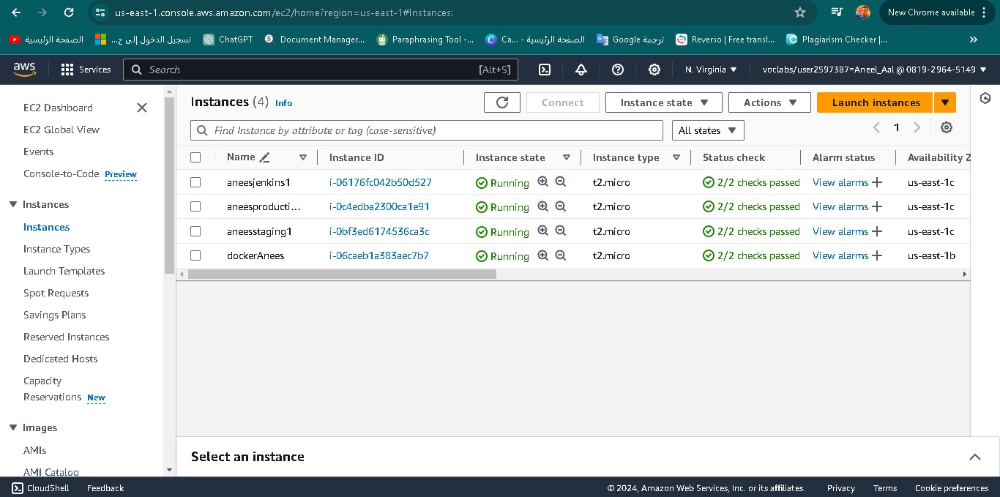 us-east-1.console.aws.amazon.com/ec2/home?region=us-east-1#Instances:
New Chrome available
الصفحة الرئيسية
تسجيل الدخول إلى ح...
ChatGPT
Document Manager...
Paraphrasing Tool -...
الصفحة الرئيسية - ...Ca
ترجمة Google
Reverso | Free transl...
Plagiarism Checker |...
aws
Services
Search
[Alt+S]
N. Virginia
voclabs/user2597387=Aneel_Aal @ 0819-2964-5149
EC2 Dashboard
EC2 Global View
Events
Console-to-Code Preview
Instances
Instances
Instance Types
Launch Templates
Spot Requests
Savings Plans
Reserved Instances
Dedicated Hosts
Capacity
Reservations New
Images
AMIs
AMI Catalog
Instances (4) Info
Connect
Instance state
Actions
Launch instances
Find Instance by attribute or tag (case-sensitive)
All states
1
Name Instance ID Instance state Instance type Status check Alarm status Availability Z
aneesjenkins1 i-06176fc042b50d527 Running t2.micro 2/2 checks passed View alarms us-east-1c
aneesproducti... i-0c4edba2300ca1e91 Running t2.micro 2/2 checks passed View alarms us-east-1c
aneesstaging1 i-0bf3ed6174536ca3c Running t2.micro 2/2 checks passed View alarms us-east-1c
dockerAnees i-06caeb1a383aec7b7 Running t2.micro 2/2 checks passed View alarms us-east-1b
Select an instance
CloudShell
Feedback
© 2024, Amazon Web Services, Inc. or its affiliates.
Privacy
Terms
Cookie preferences